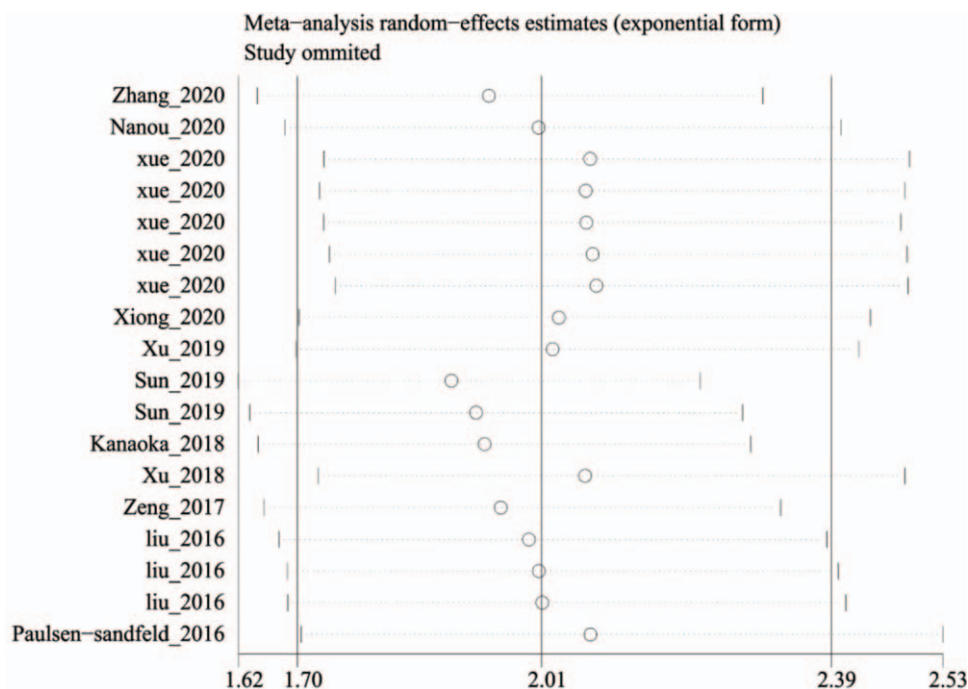 Meta−analysis random−effects estimates (exponential form)
Study ommited
Zhang_2020
Nanou_2020
xue_2020
xue_2020
xue_2020
xue_2020
xue_2020
Xiong_2020
Xu_2019
Sun_2019
Sun_2019
Kanaoka_2018
Xu_2018
Zeng_2017
liu_2016
liu_2016
liu_2016
Paulsen−sandfeld_2016
1.62 1.70 2.01 2.39 2.53